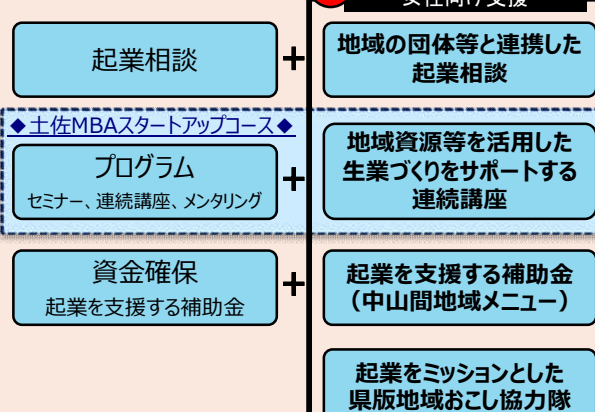 女性向け支援
起業相談
+
地域の団体等と連携した
起業相談
◆土佐MBAスタートアップコース◆
プログラム
セミナー、連続講座、メンタリング
+
地域資源等を活用した
生業づくりをサポートする
連続講座
資金確保
起業を支援する補助金
+
起業を支援する補助金
（中山間地域メニュー）
起業をミッションとした
県版地域おこし協力隊